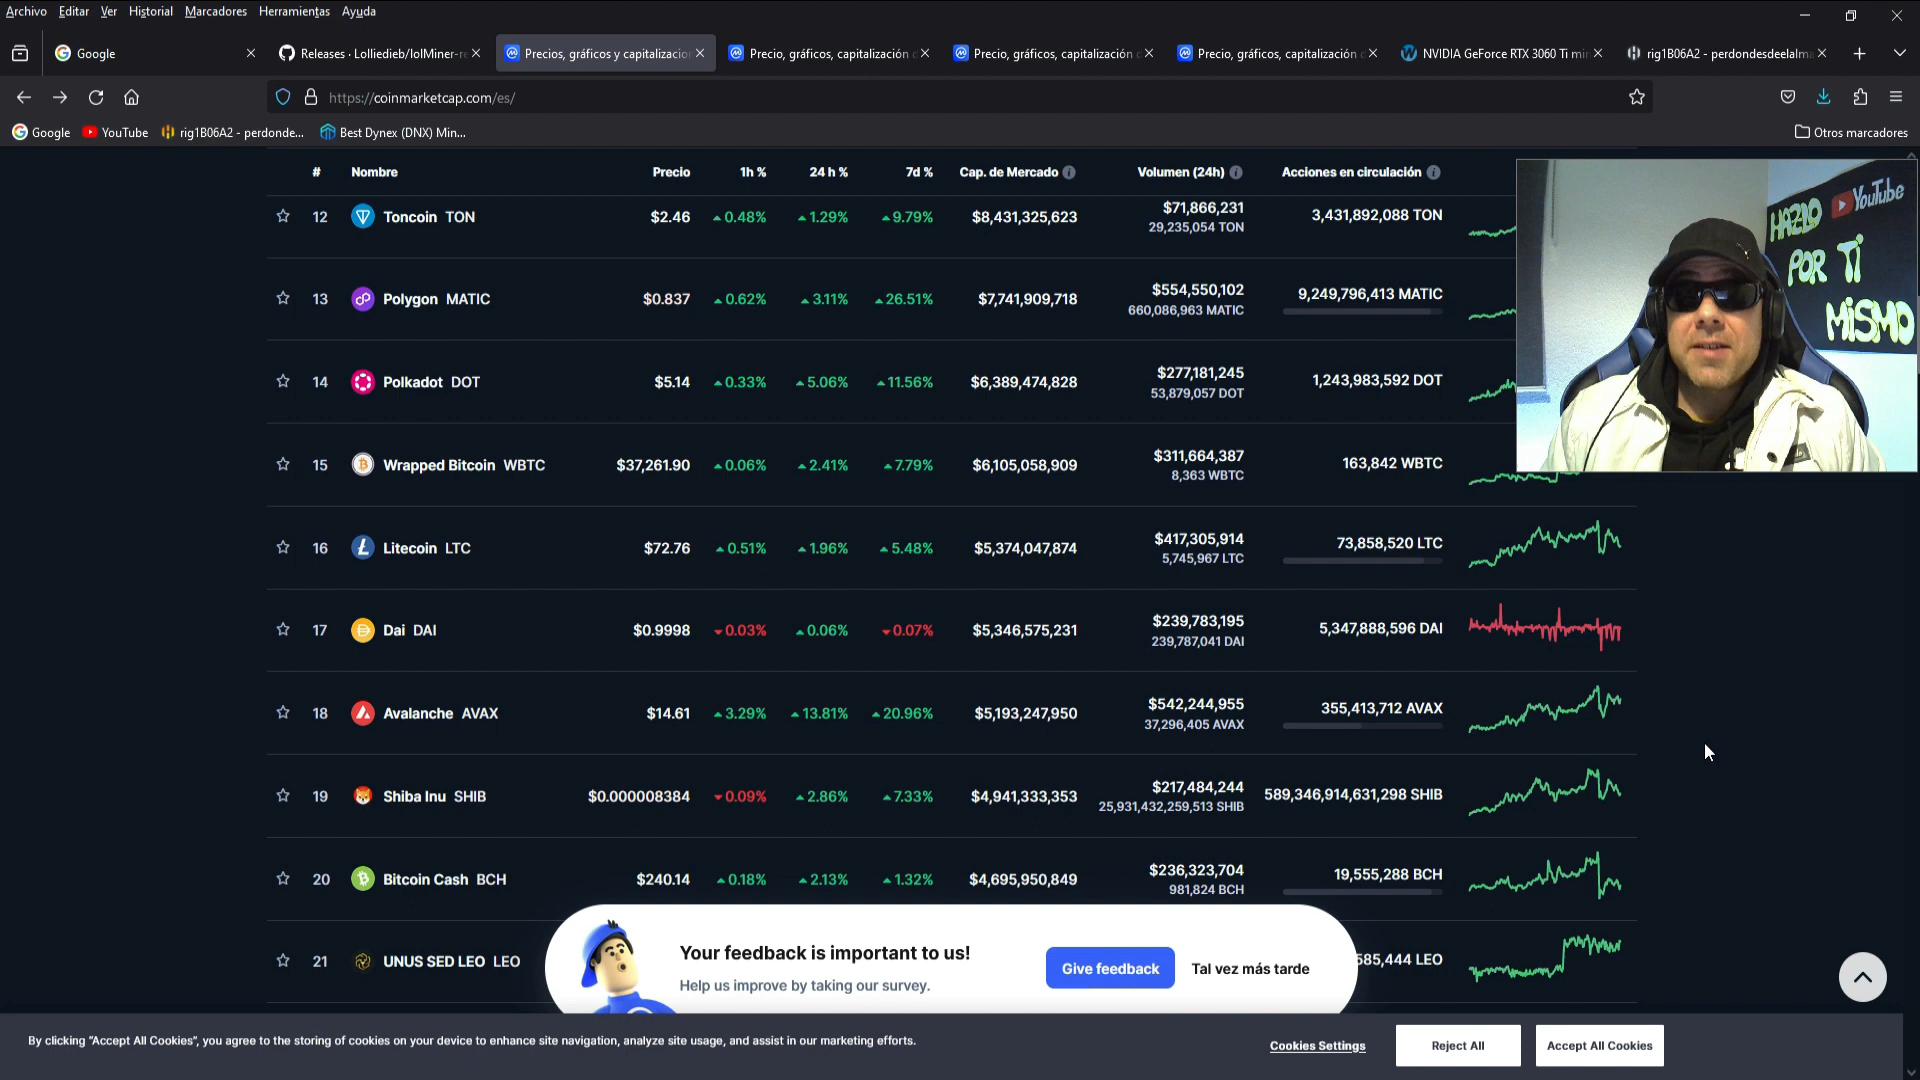 Archivo Editar Ver Historial Marcadores Herramientas Ayuda
Google
Releases · Lolliedieb/lolMiner-re
Precios, gráficos y capitalizacio
Precio, gráficos, capitalización d
Precio, gráficos, capitalización d
Precio, gráficos, capitalización d
NVIDIA GeForce RTX 3060 Ti min
rig1B06A2 - perdondesdeelalma
https://coinmarketcap.com/es/
Google YouTube rig1B06A2 - perdonde... Best Dynex (DNX) Min... Otros marcadores
# Nombre Precio 1h % 24 h % 7d % Cap. de Mercado Volumen (24h) Acciones en circulación
12 Toncoin TON $2.46 0.48% 1.29% 9.79% $8,431,325,623 $71,866,231 3,431,892,088 TON
29,235,054 TON
13 Polygon MATIC $0.837 0.62% 3.11% 26.51% $7,741,909,718 $554,550,102 9,249,796,413 MATIC
660,086,963 MATIC
14 Polkadot DOT $5.14 0.33% 5.06% 11.56% $6,389,474,828 $277,181,245 1,243,983,592 DOT
53,879,057 DOT
15 Wrapped Bitcoin WBTC $37,261.90 0.06% 2.41% 7.79% $6,105,058,909 $311,664,387 163,842 WBTC
8,363 WBTC
16 Litecoin LTC $72.76 0.51% 1.96% 5.48% $5,374,047,874 $417,305,914 73,858,520 LTC
5,745,967 LTC
17 Dai DAI $0.9998 0.03% 0.06% 0.07% $5,346,575,231 $239,783,195 5,347,888,596 DAI
239,787,041 DAI
18 Avalanche AVAX $14.61 3.29% 13.81% 20.96% $5,193,247,950 $542,244,955 355,413,712 AVAX
37,296,405 AVAX
19 Shiba Inu SHIB $0.000008384 0.09% 2.86% 7.33% $4,941,333,353 $217,484,244 589,346,914,631,298 SHIB
25,931,432,259,513 SHIB
20 Bitcoin Cash BCH $240.14 0.18% 2.13% 1.32% $4,695,950,849 $236,323,704 19,555,288 BCH
981,824 BCH
21 UNUS SED LEO LEO 585,444 LEO
YouTube
HAZLO
POR TI
MISMO
Your feedback is important to us!
Help us improve by taking our survey.
Give feedback
Tal vez más tarde
By clicking “Accept All Cookies”, you agree to the storing of cookies on your device to enhance site navigation, analyze site usage, and assist in our marketing efforts.
Cookies Settings
Reject All
Accept All Cookies